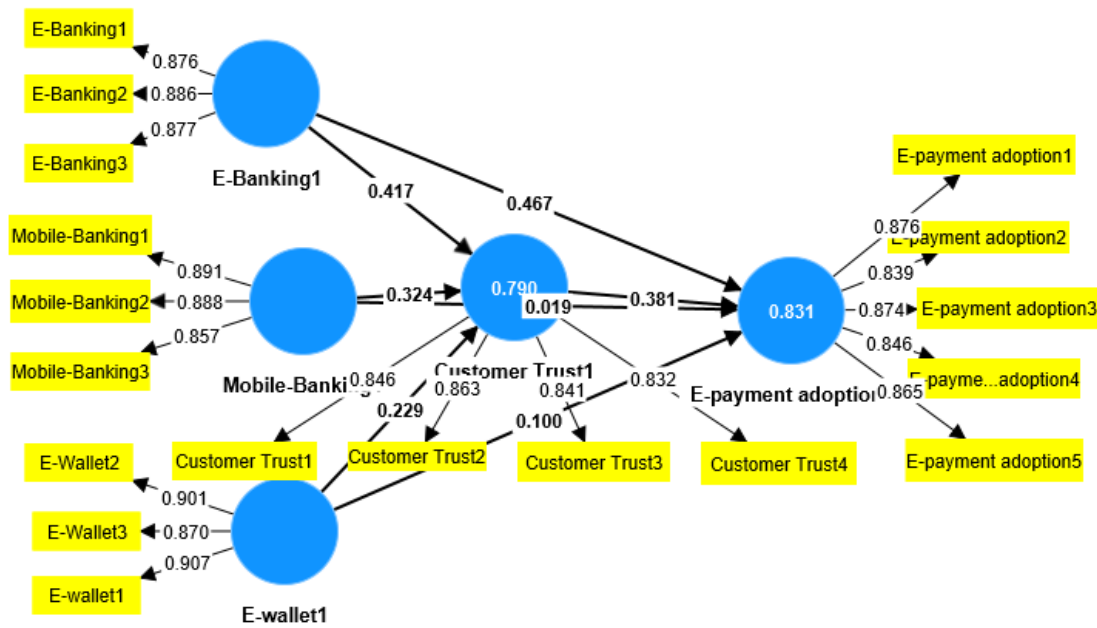 E-Banking1
0.876
E-Banking2
0.886
0.877
E-Banking3
E-Banking1
0.417
0.467
E-payment adoption1
0.876
E-payment adoption2
0.839
0.874
E-payment adoption3
0.846
E-payme...adoption4
0.865
E-payment adoption5
Mobile-Banking1
0.891
Mobile-Banking2
0.888
0.857
Mobile-Banking3
0.324
0.790
0.019
0.381
0.831
Customer Trust1
E-payment adoption
0.846
0.863
0.841
0.832
0.229
0.100
Customer Trust1
Customer Trust2
Customer Trust3
Customer Trust4
E-Wallet2
0.901
E-Wallet3
0.870
0.907
E-wallet1
E-wallet1